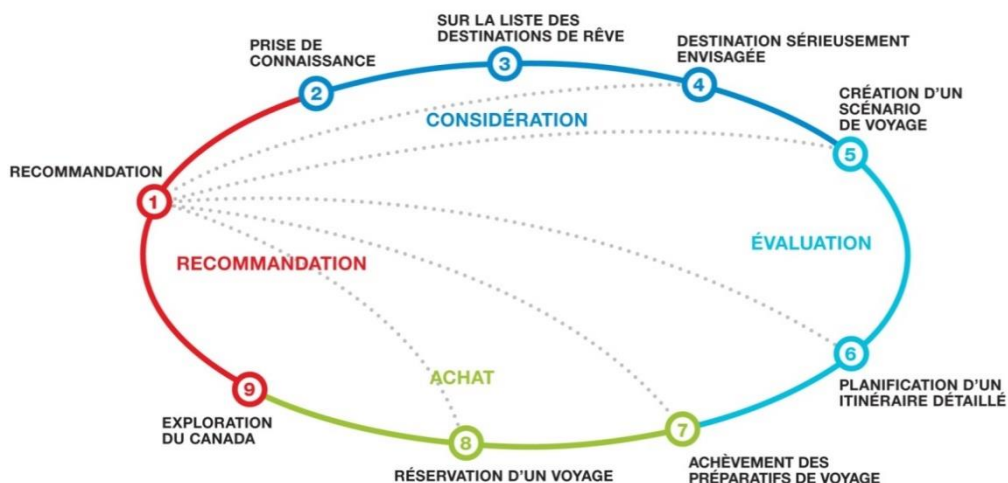 SUR LA LISTE DES
DESTINATIONS DE RÊVE
PRISE DE
CONNAISSANCE
DESTINATION SÉRIEUSEMENT
ENVISAGÉE
3
2
4
CRÉATION D'UN
SCÉNARIO
DE VOYAGE
CONSIDÉRATION
5
RECOMMANDATION
1
ÉVALUATION
RECOMMANDATION
6
PLANIFICATION D'UN
ITINÉRAIRE DÉTAILLÉ
ACHAT
9
EXPLORATION
DU CANADA
8
7
RÉSERVATION D'UN VOYAGE
ACHÈVEMENT DES
PRÉPARATIFS DE VOYAGE